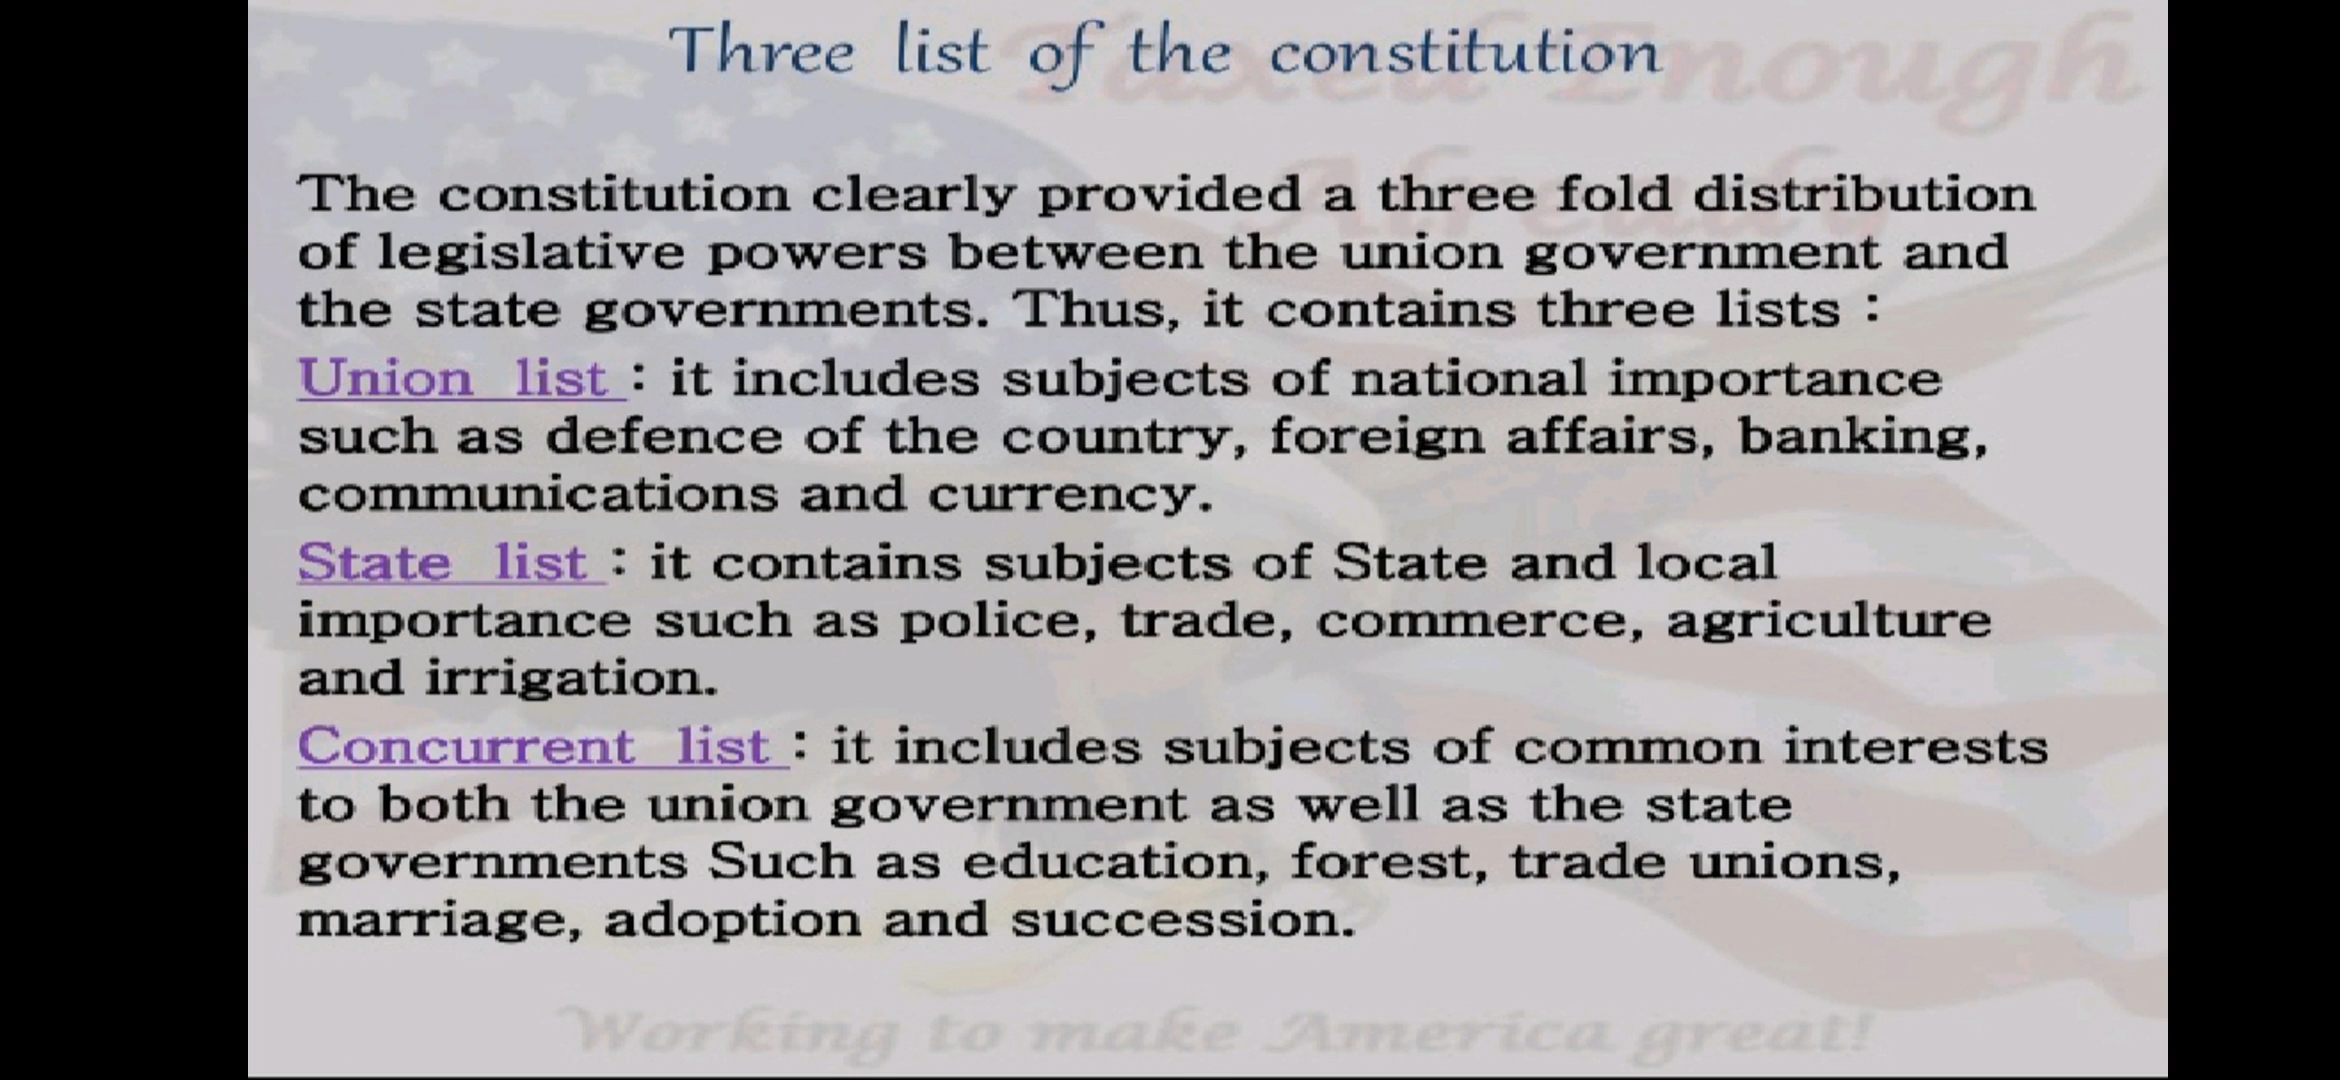 Three list of the constitution
Taxed Enough
Already
The constitution clearly provided a three fold distribution
of legislative powers between the union government and
the state governments. Thus, it contains three lists :
Union list : it includes subjects of national importance
such as defence of the country, foreign affairs, banking,
communications and currency.
State list : it contains subjects of State and local
importance such as police, trade, commerce, agriculture
and irrigation.
Concurrent list : it includes subjects of common interests
to both the union government as well as the state
governments Such as education, forest, trade unions,
marriage, adoption and succession.
Working to make America great!